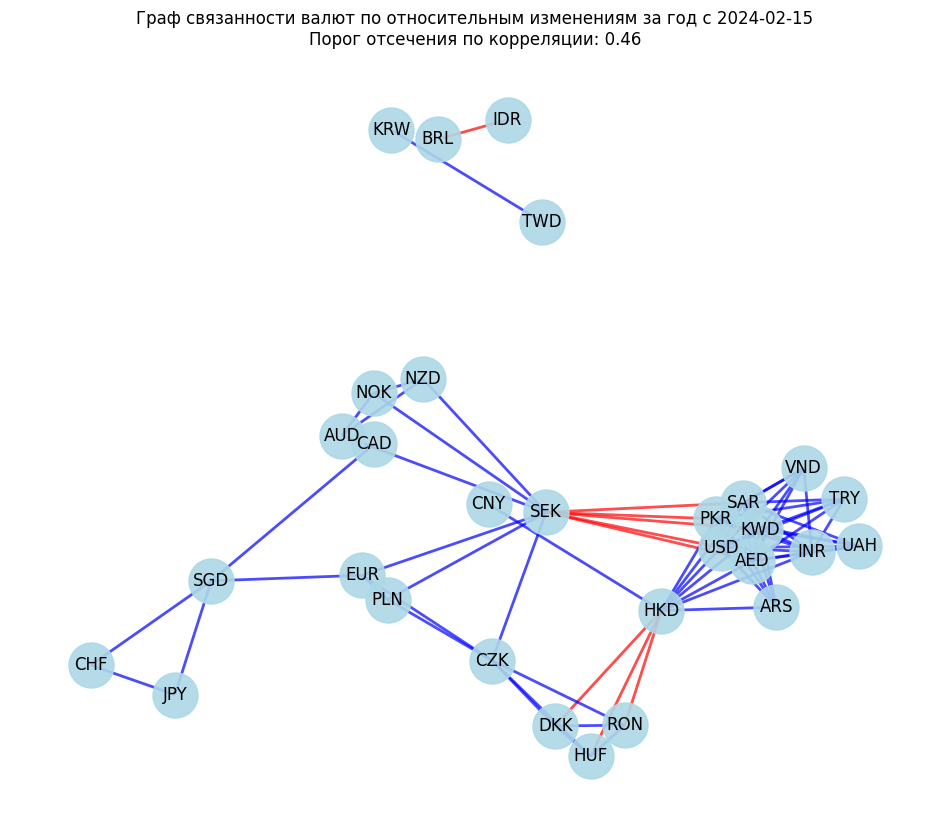 Граф связанности валют по относительным изменениям за год с 2024-02-15
Порог отсечения по корреляции: 0.46
IDR
KRW
BRL
TWD
NZD
NOK
AUD
CAD
VND
TRY
SAR
CNY
SEK
PKR
KWD
USD
INR
UAH
AED
EUR
SGD
PLN
HKD
ARS
CZK
CHF
JPY
DKK
RON
HUF